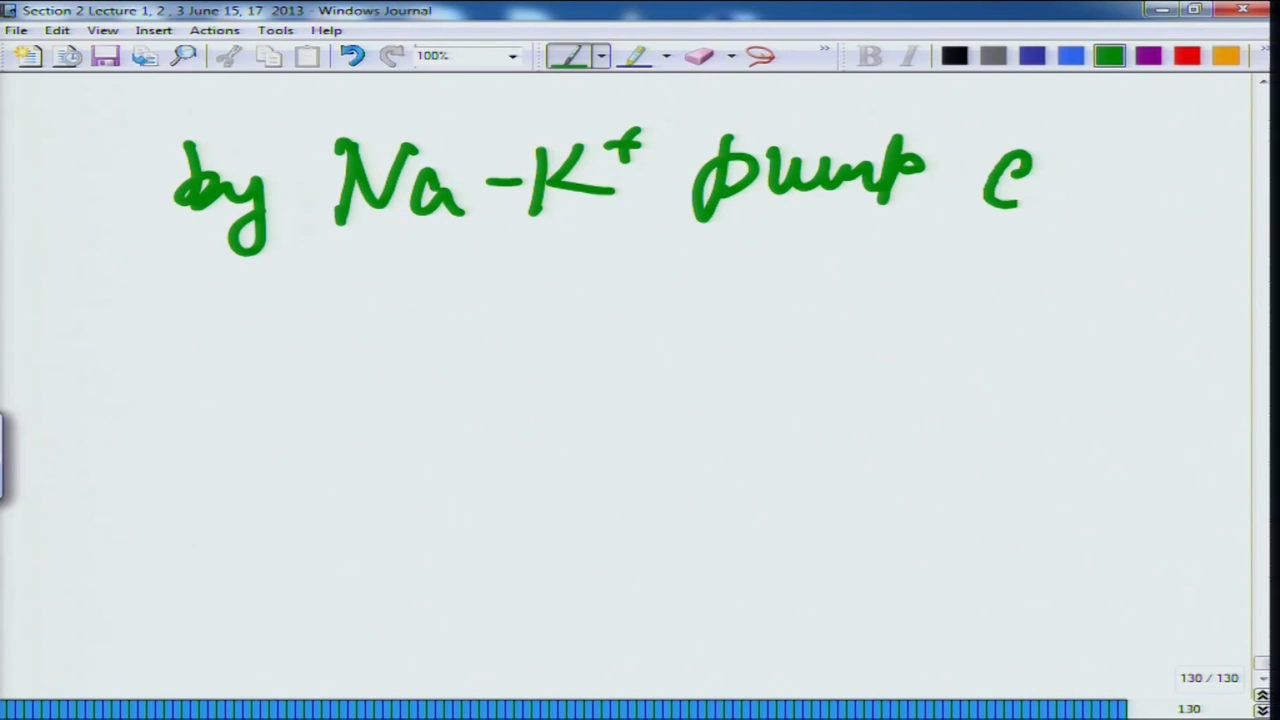 Section 2 Lecture 1, 2 , 3 June 15, 17 2013 - Windows Journal
File Edit View Insert Actions Tools Help
100% B I
by Na-K+ pump e
130 / 130
130